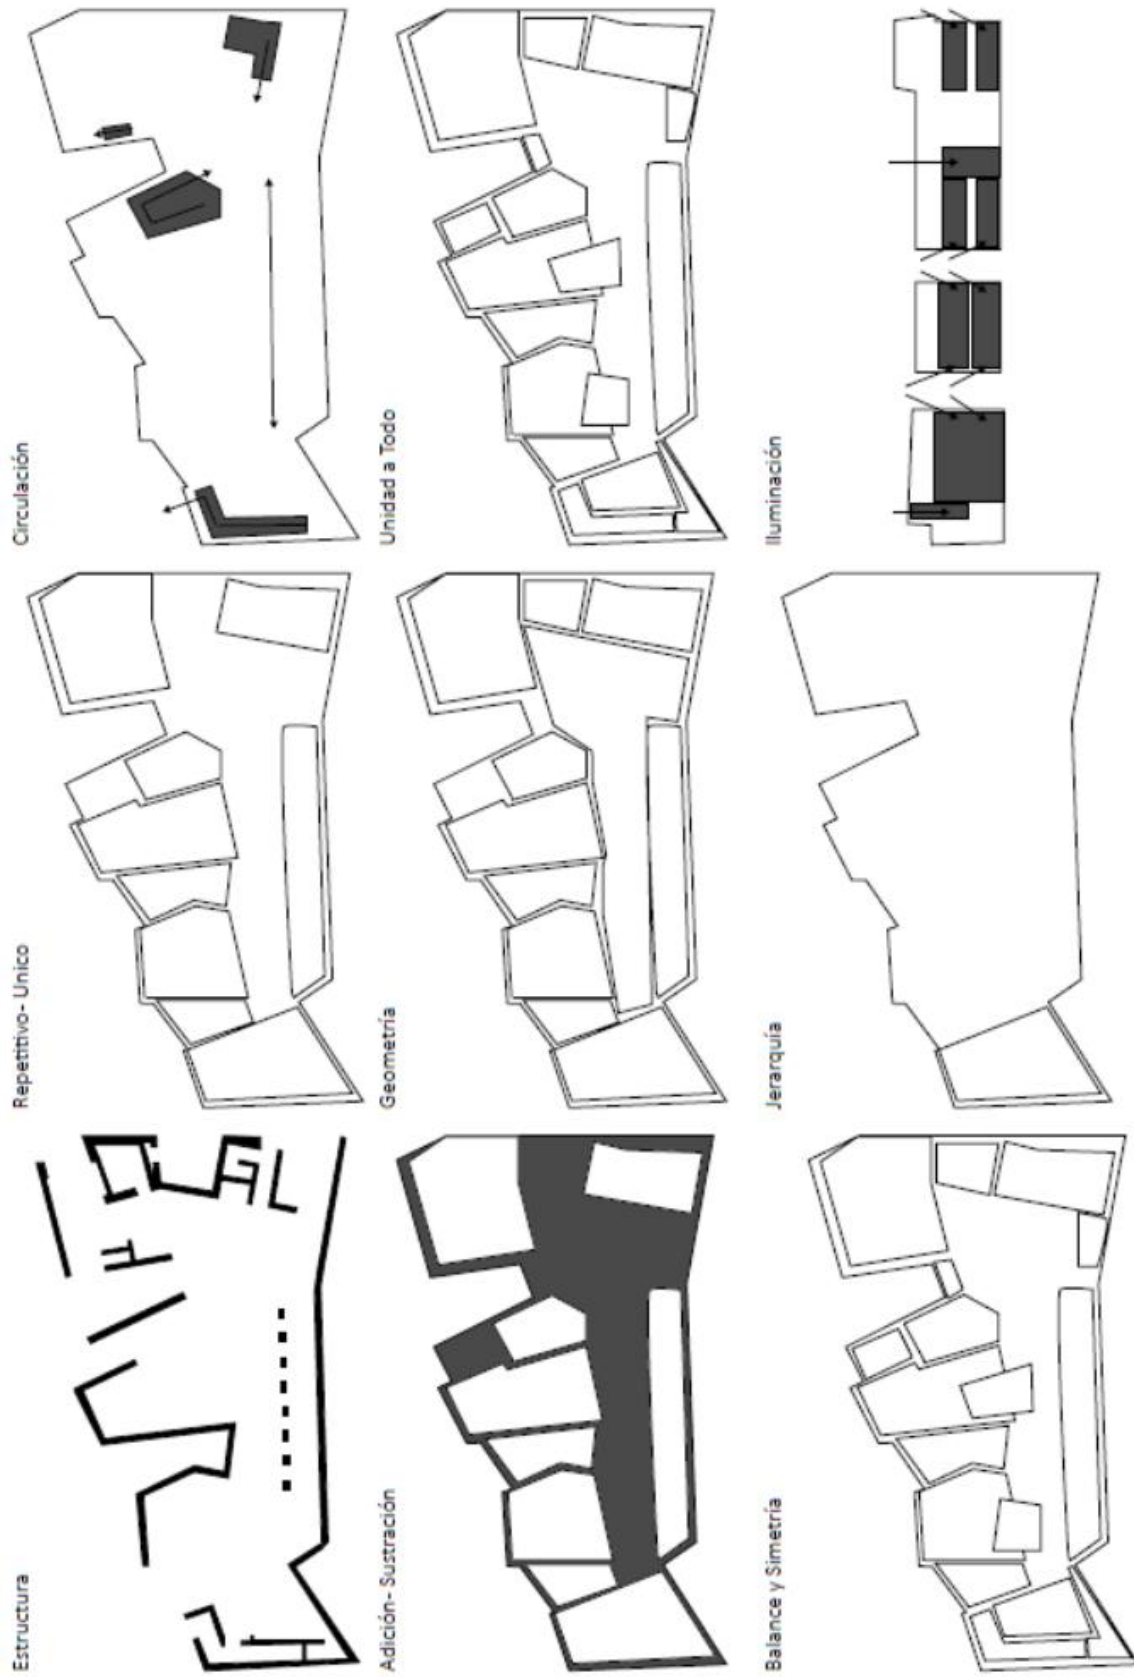 Estructura
Repetitivo- Unico
Circulación
Adición- Sustración
Geometría
Unidad a Todo
Balance y Simetría
Jerarquía
Iluminación